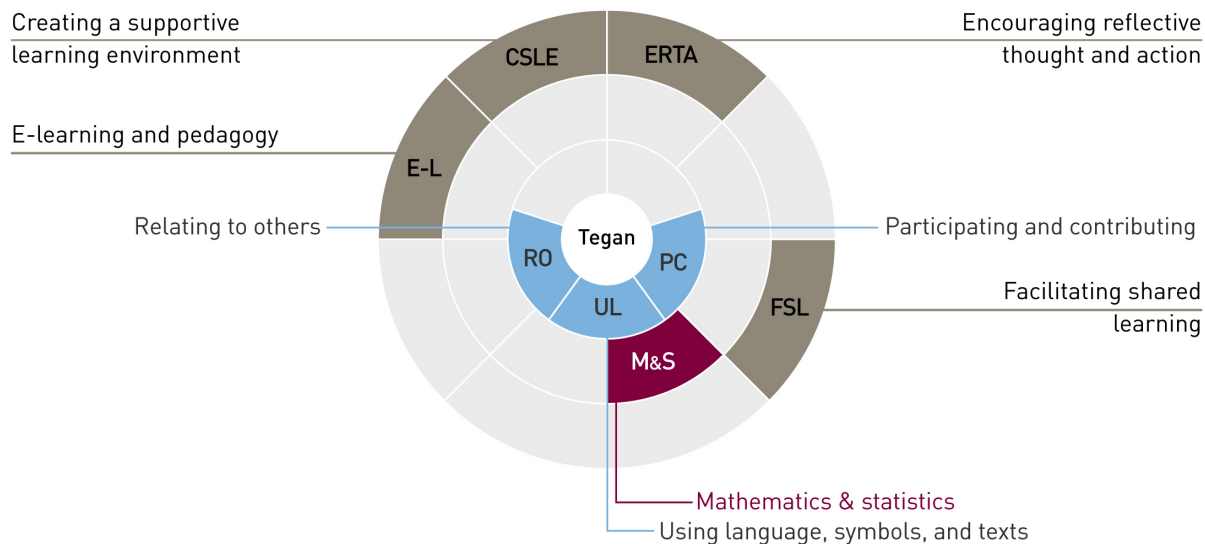 Creating a supportive
learning environment
Encouraging reflective
thought and action
CSLE
ERTA
E-learning and pedagogy
E-L
Relating to others
Participating and contributing
Tegan
RO
PC
Facilitating shared
learning
UL
FSL
M&S
Mathematics & statistics
Using language, symbols, and texts